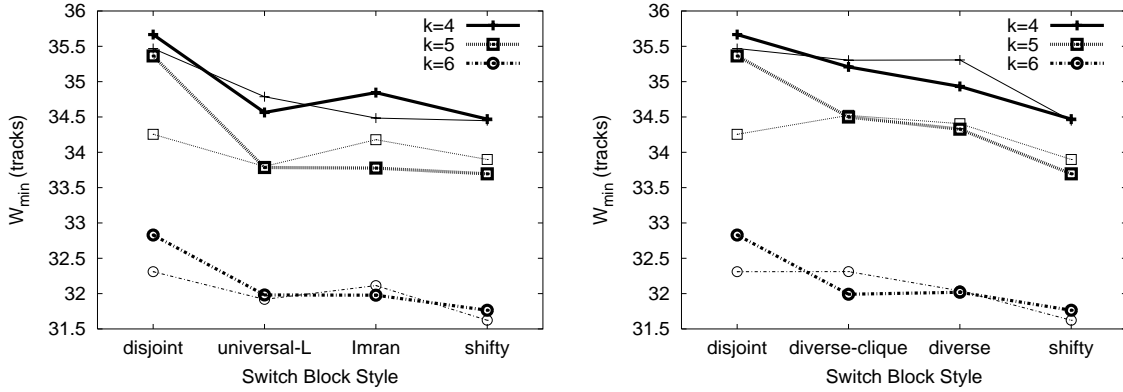 36
35.5
35
34.5
34
33.5
33
32.5
32
31.5
W_min (tracks)
k=4
k=5
k=6
disjoint universal-L Imran shifty
Switch Block Style
36
35.5
35
34.5
34
33.5
33
32.5
32
31.5
W_min (tracks)
k=4
k=5
k=6
disjoint diverse-clique diverse shifty
Switch Block Style